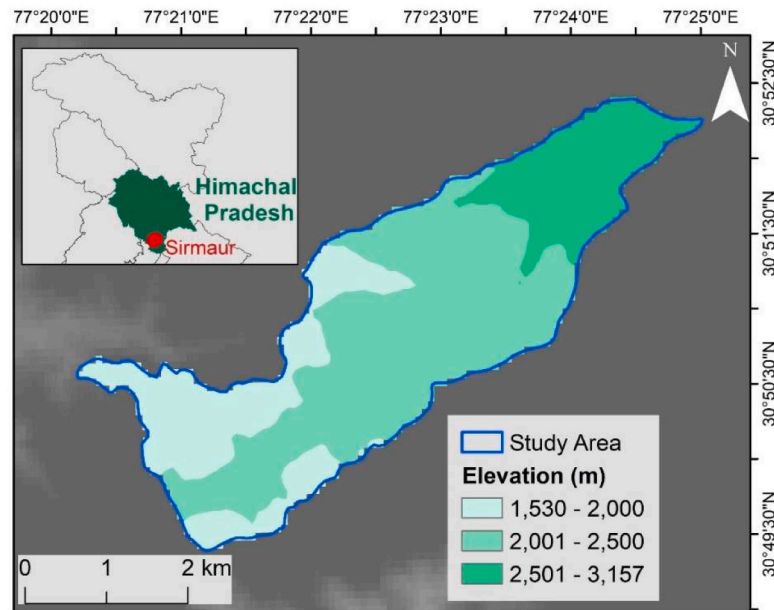 77°20'0"E 77°21'0"E 77°22'0"E 77°23'0"E 77°24'0"E 77°25'0"E
N
30°52'30"N
30°51'30"N
30°50'30"N
30°49'30"N
Himachal
Pradesh
Sirmaur
Study Area
Elevation (m)
1,530 - 2,000
2,001 - 2,500
2,501 - 3,157
0 1 2 km